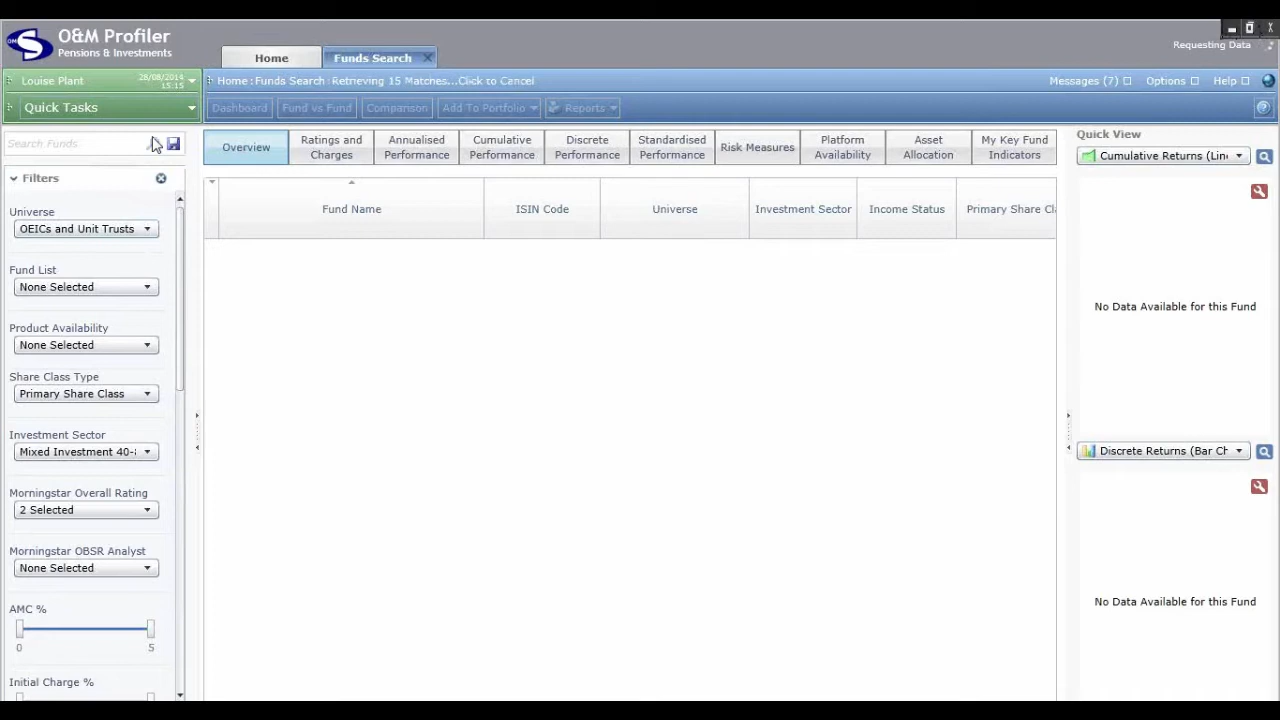 O&M Profiler
Pensions & Investments
Home
Funds Search
Requesting Data
Louise Plant
28/08/2014
15:15
Home:Funds Search:Retrieving 15 Matches...Click to Cancel
Messages (7)
Options
Help
Quick Tasks
Dashboard
Fund vs Fund
Comparison
Add To Portfolio
Reports
Search Funds
Overview
Ratings and
Charges
Annualised
Performance
Cumulative
Performance
Discrete
Performance
Standardised
Performance
Risk Measures
Platform
Availability
Asset
Allocation
My Key Fund
Indicators
Quick View
Cumulative Returns (Lin
Filters
Fund Name
ISIN Code
Universe
Investment Sector
Income Status
Primary Share Cl
Universe
OEICs and Unit Trusts
Fund List
None Selected
No Data Available for this Fund
Product Availability
None Selected
Share Class Type
Primary Share Class
Investment Sector
Mixed Investment 40-
Discrete Returns (Bar Ch
Morningstar Overall Rating
2 Selected
Morningstar OBSR Analyst
None Selected
No Data Available for this Fund
AMC %
0 5
Initial Charge %